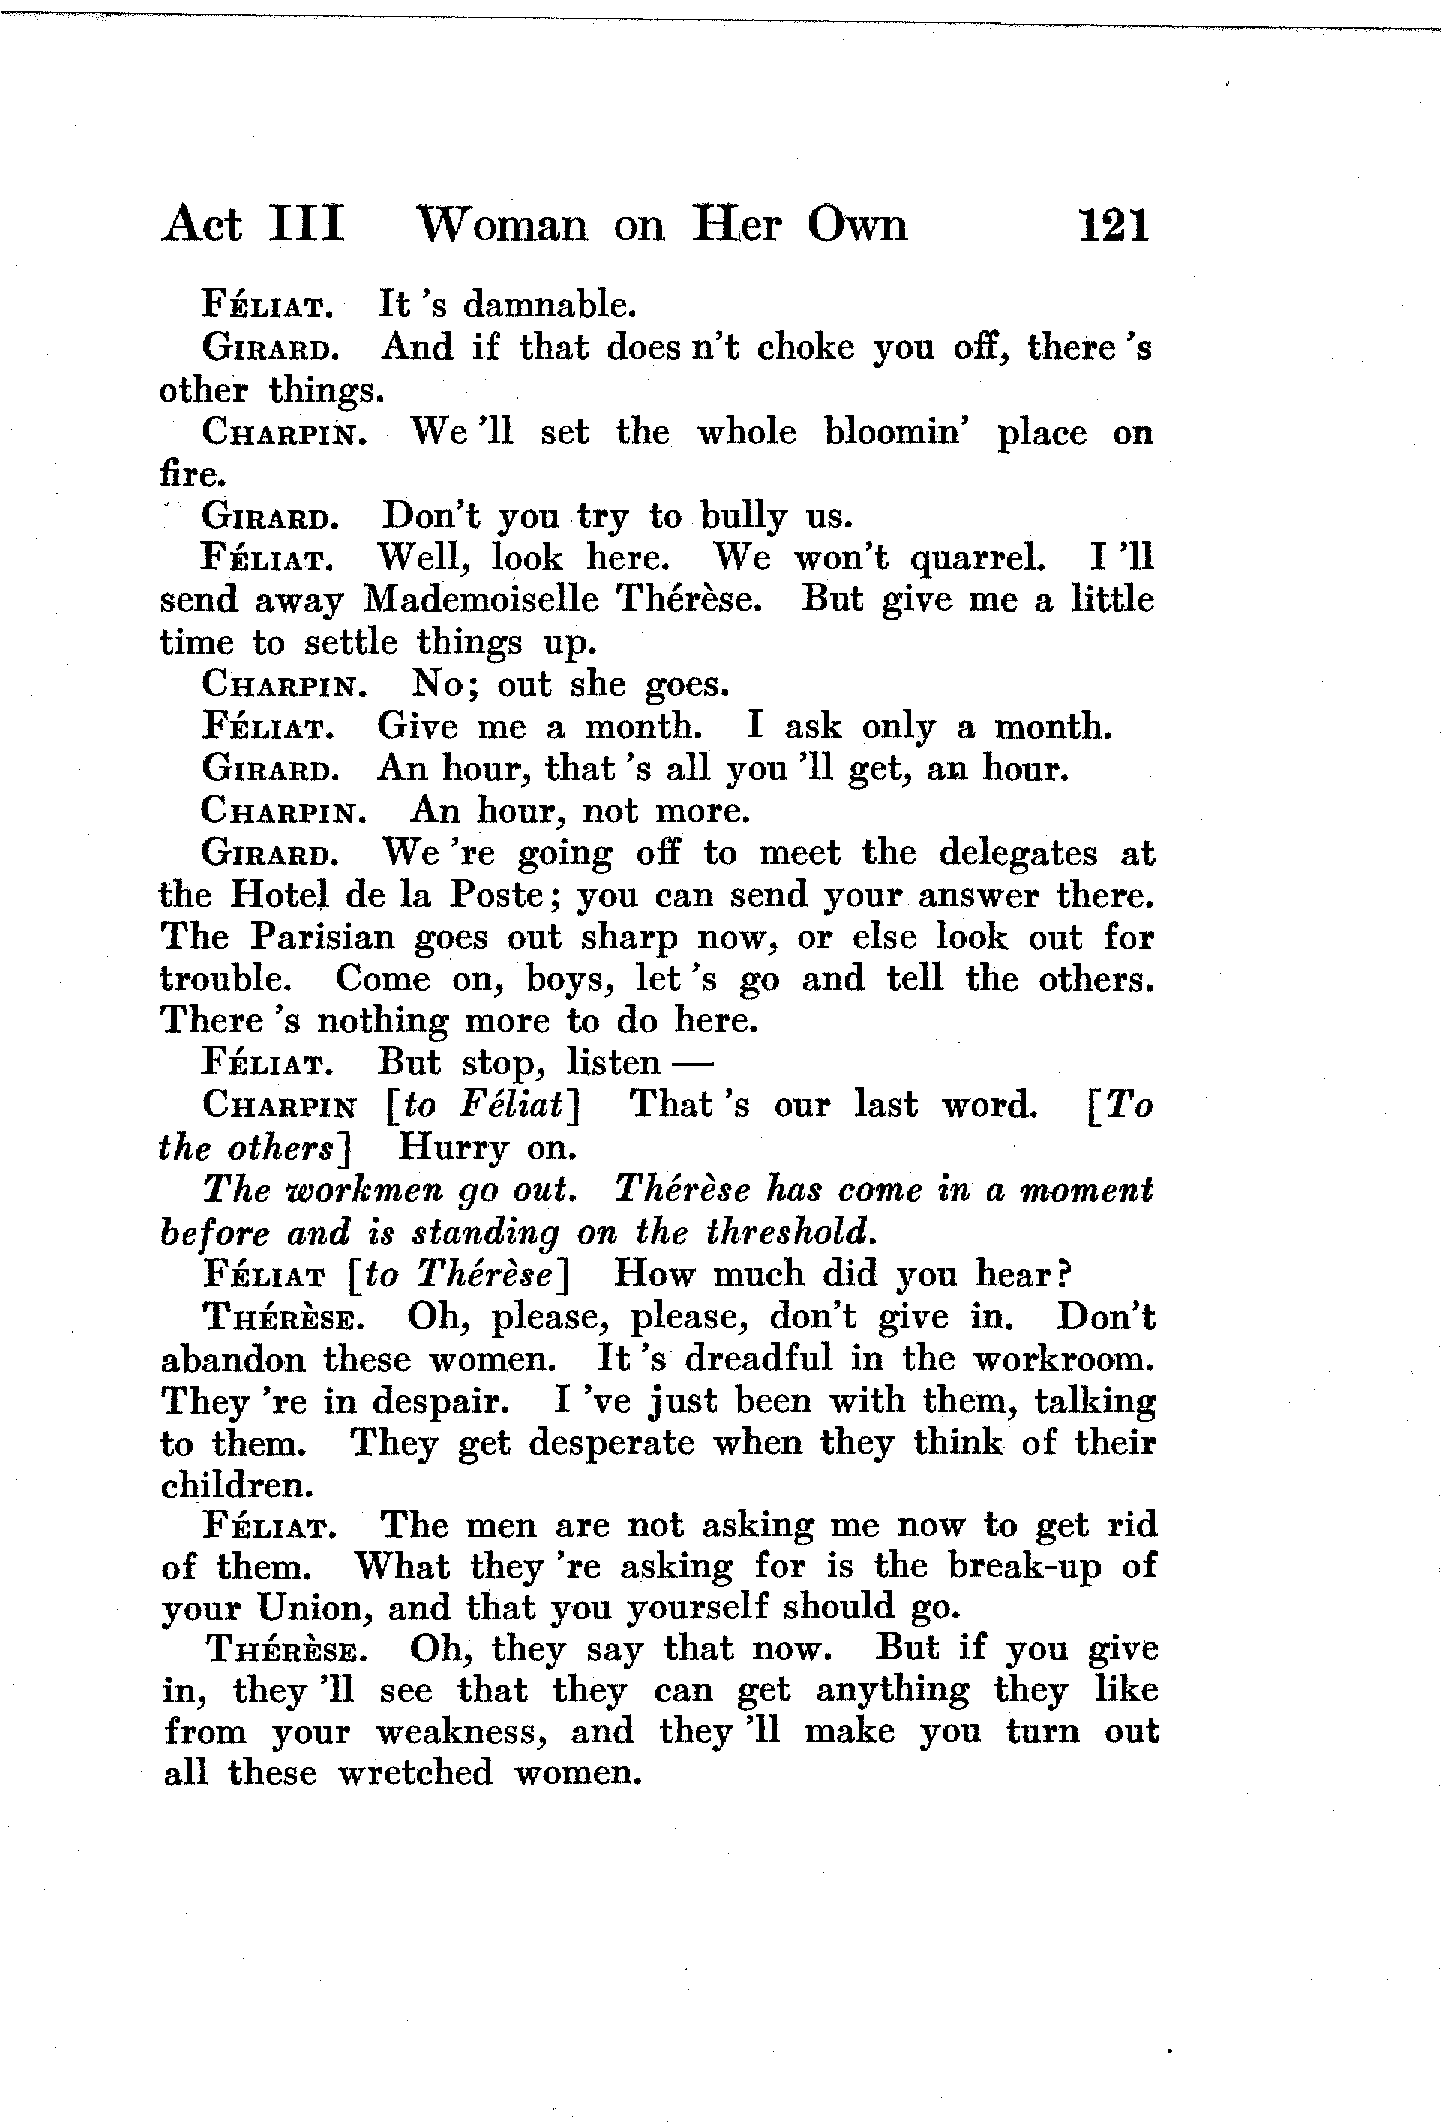 Act III Woman on Her Own 121
FÉLIAT. It 's damnable.
GIRARD. And if that does n't choke you off, there 's
other things.
CHARPIN. We 'll set the whole bloomin' place on
fire.
GIRARD. Don't you try to bully us.
FÉLIAT. Well, look here. We won't quarrel. I 'll
send away Mademoiselle Thérèse. But give me a little
time to settle things up.
CHARPIN. No; out she goes.
FÉLIAT. Give me a month. I ask only a month.
GIRARD. An hour, that 's all you 'll get, an hour.
CHARPIN. An hour, not more.
GIRARD. We 're going off to meet the delegates at
the Hotel de la Poste; you can send your answer there.
The Parisian goes out sharp now, or else look out for
trouble. Come on, boys, let 's go and tell the others.
There 's nothing more to do here.
FÉLIAT. But stop, listen —
CHARPIN [to Féliat] That 's our last word. [To
the others] Hurry on.
The workmen go out. Thérèse has come in a moment
before and is standing on the threshold.
FÉLIAT [to Thérèse] How much did you hear?
THÉRÈSE. Oh, please, please, don't give in. Don't
abandon these women. It 's dreadful in the workroom.
They 're in despair. I 've just been with them, talking
to them. They get desperate when they think of their
children.
FÉLIAT. The men are not asking me now to get rid
of them. What they 're asking for is the break-up of
your Union, and that you yourself should go.
THÉRÈSE. Oh, they say that now. But if you give
in, they 'll see that they can get anything they like
from your weakness, and they 'll make you turn out
all these wretched women.